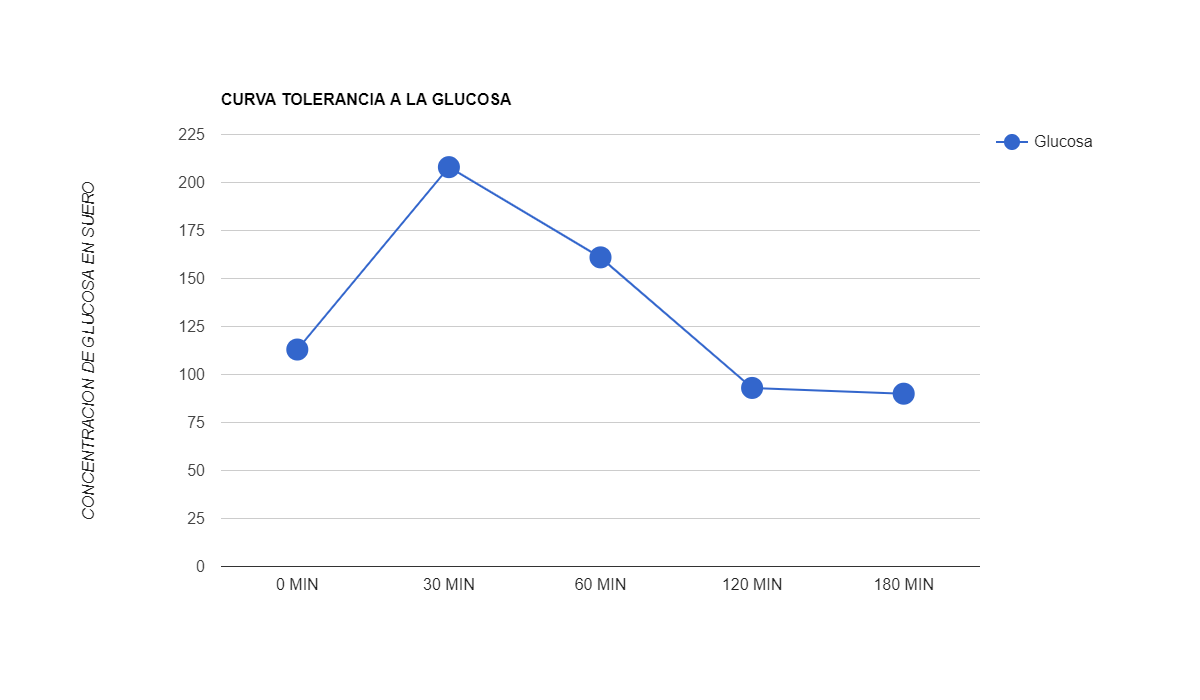 CURVA TOLERANCIA A LA GLUCOSA
225
200
175
150
125
100
75
50
25
0
CONCENTRACION DE GLUCOSA EN SUERO
0 MIN
30 MIN
60 MIN
120 MIN
180 MIN
Glucosa